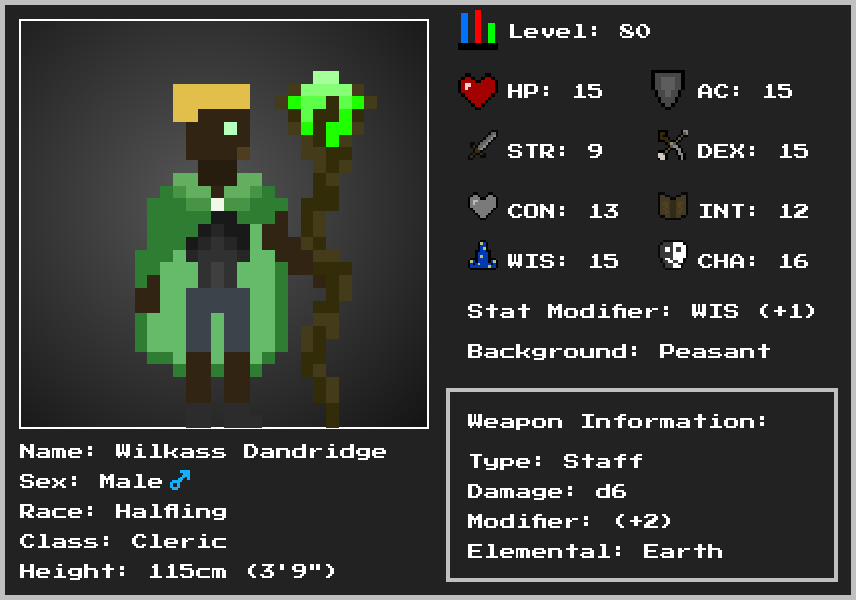 Level: 80
HP: 15 AC: 15
STR: 9 DEX: 15
CON: 13 INT: 12
WIS: 15 CHA: 16
Stat Modifier: WIS (+1)
Background: Peasant
Weapon Information:
Type: Staff
Damage: d6
Modifier: (+2)
Elemental: Earth
Name: Wilkass Dandridge
Sex: Male ♂
Race: Halfling
Class: Cleric
Height: 115cm (3'9")